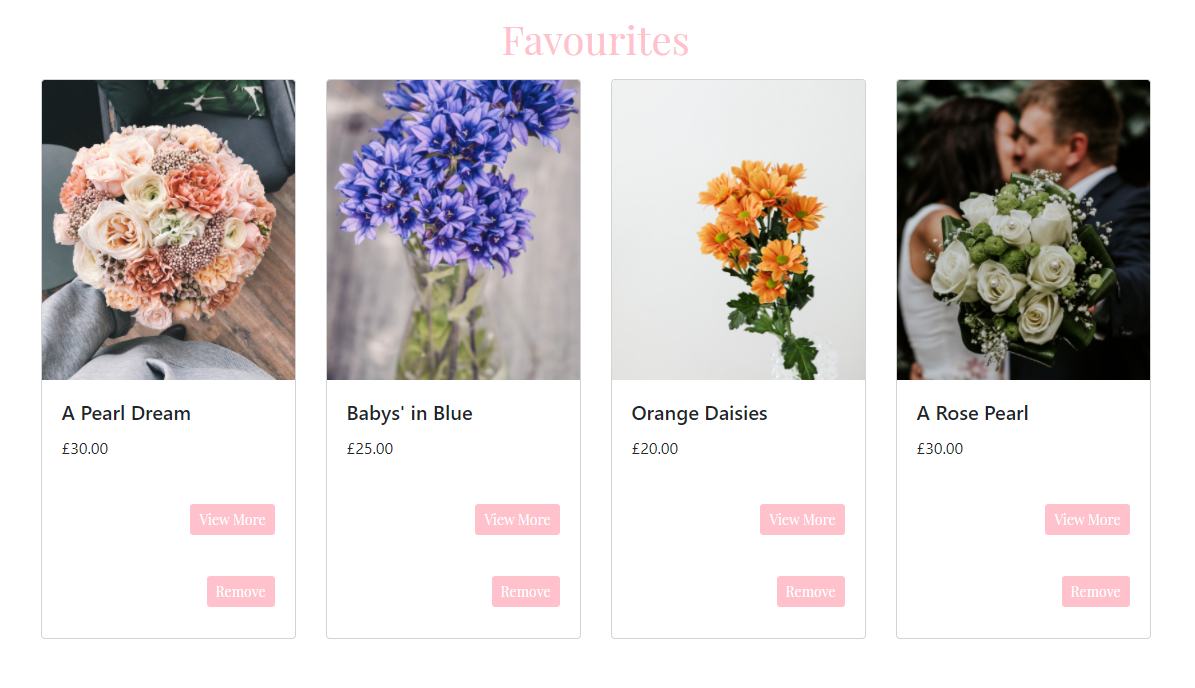 Favourites
A Pearl Dream
£30.00
View More
Remove
Babys' in Blue
£25.00
View More
Remove
Orange Daisies
£20.00
View More
Remove
A Rose Pearl
£30.00
View More
Remove